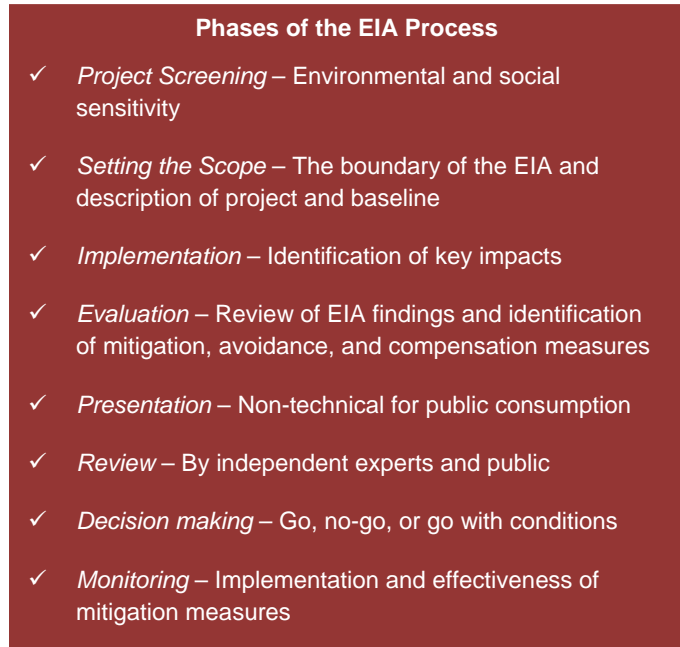 Phases of the EIA Process
✓ Project Screening – Environmental and social
sensitivity
✓ Setting the Scope – The boundary of the EIA and
description of project and baseline
✓ Implementation – Identification of key impacts
✓ Evaluation – Review of EIA findings and identification
of mitigation, avoidance, and compensation measures
✓ Presentation – Non-technical for public consumption
✓ Review – By independent experts and public
✓ Decision making – Go, no-go, or go with conditions
✓ Monitoring – Implementation and effectiveness of
mitigation measures